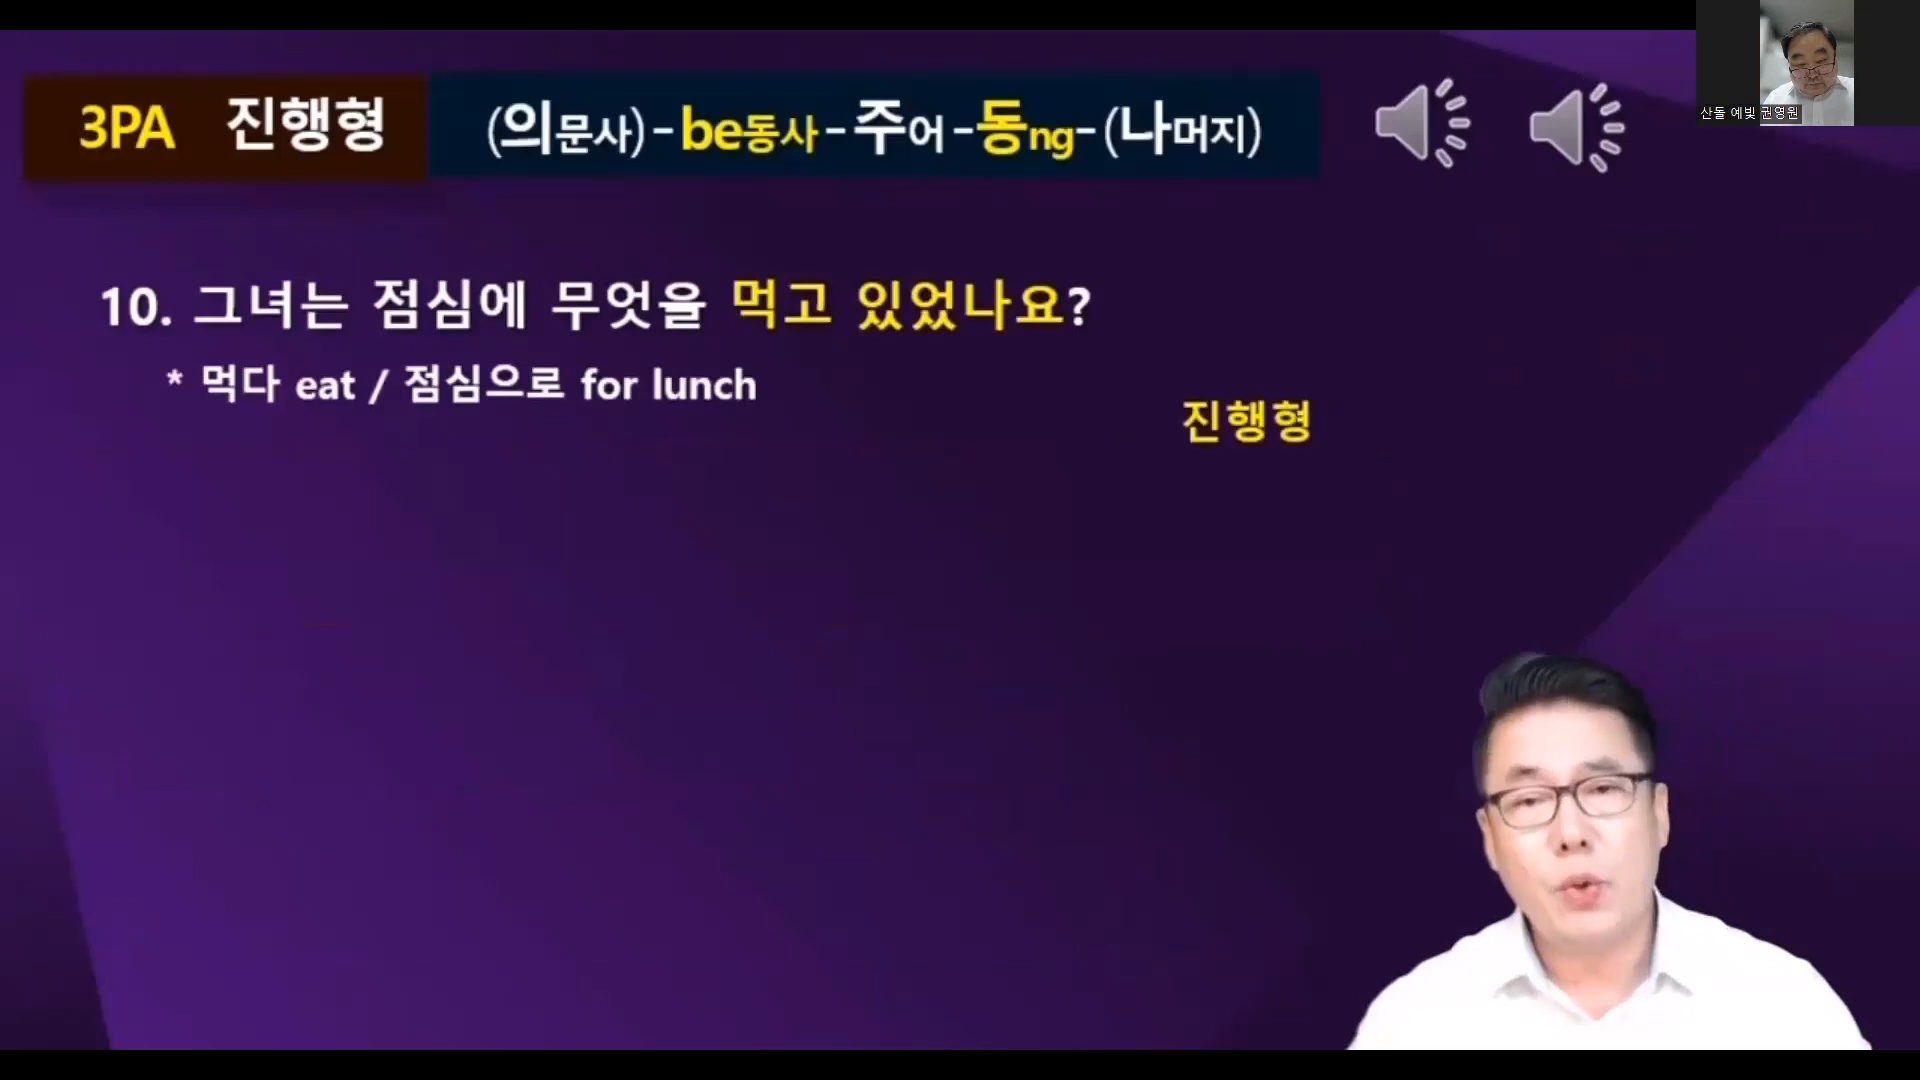 3PA 진행형 (의문사)-be동사-주어-동ng-(나머지)
산돌 예빛 권영원
10. 그녀는 점심에 무엇을 먹고 있었나요?
* 먹다 eat / 점심으로 for lunch
진행형